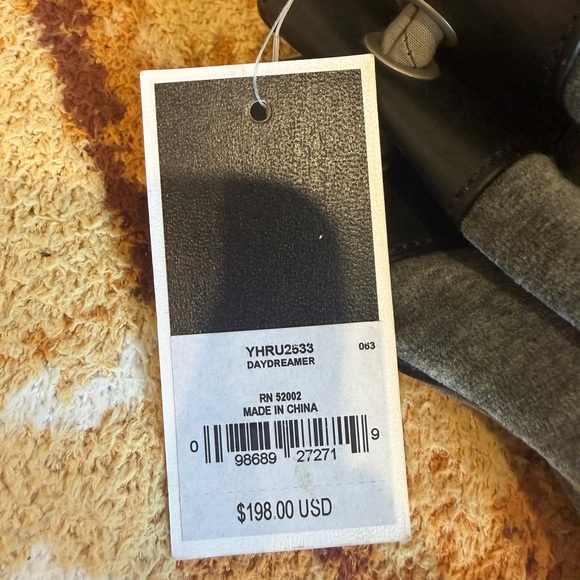 YHRU2533 063
DAYDREAMER
RN 52002
MADE IN CHINA
0 98689 27271 9
$198.00 USD